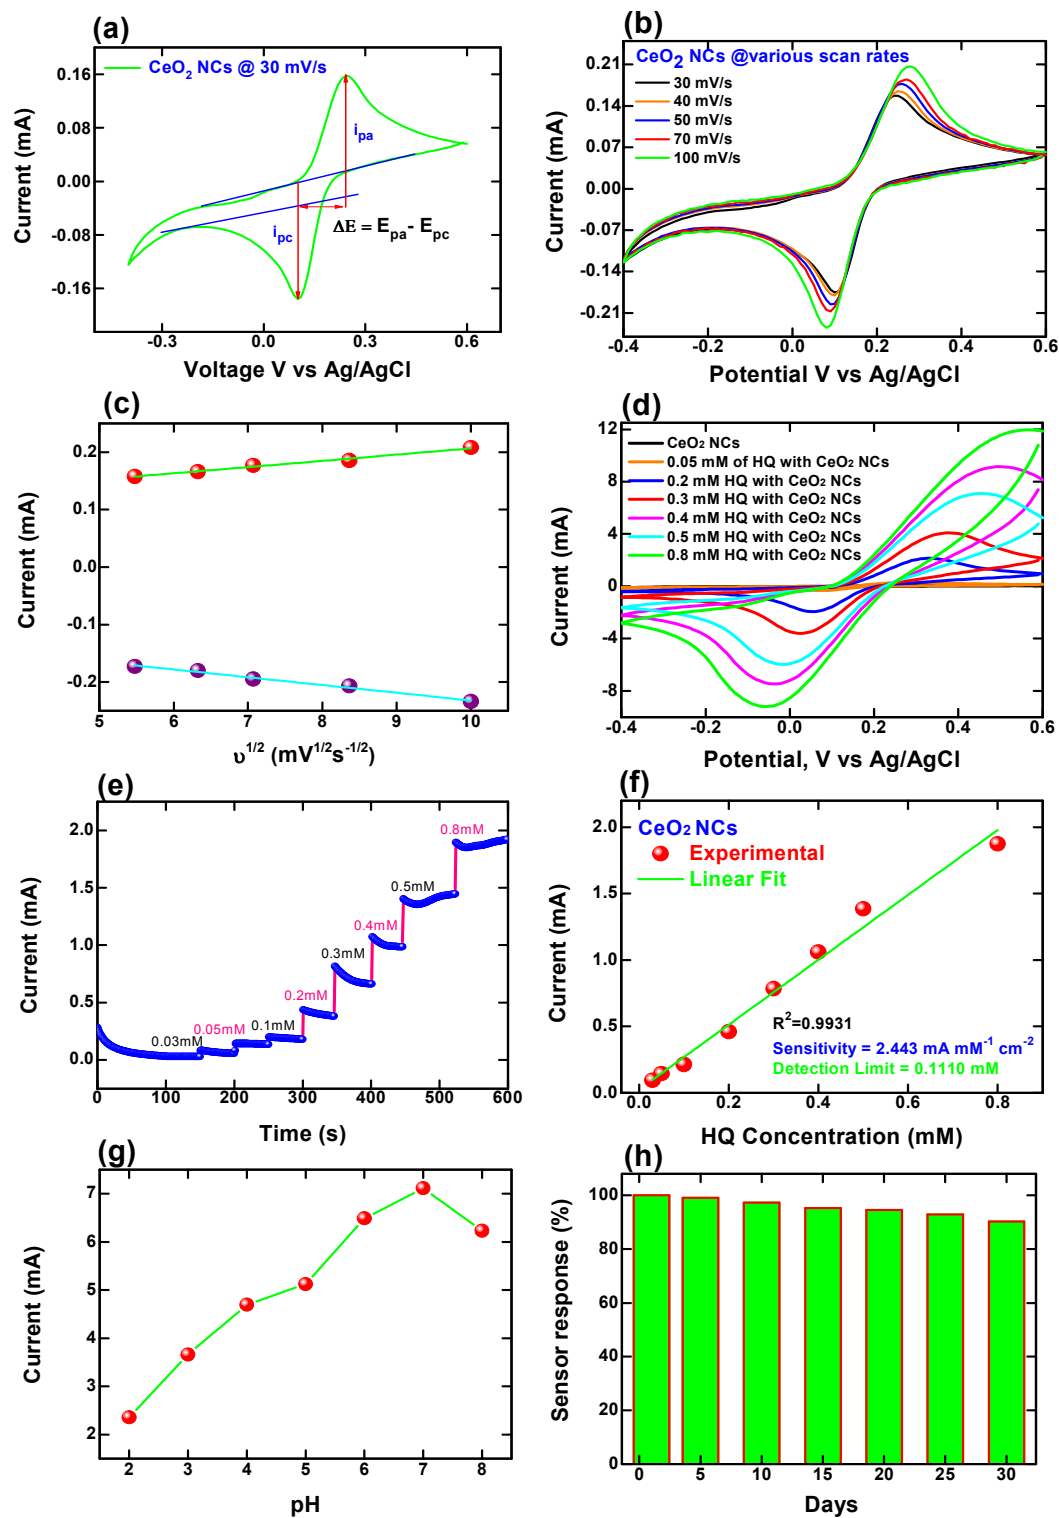 (a)
CeO₂ NCs @ 30 mV/s
0.16
0.08
0.00
-0.08
-0.16
Current (mA)
iₚₐ
iₚc
ΔE = Eₚₐ- Eₚc
-0.3
0.0
0.3
0.6
Voltage V vs Ag/AgCl
(b)
CeO₂ NCs @various scan rates
30 mV/s
40 mV/s
50 mV/s
70 mV/s
100 mV/s
0.21
0.14
0.07
0.00
-0.07
-0.14
-0.21
Current (mA)
-0.4
-0.2
0.0
0.2
0.4
0.6
Potential V vs Ag/AgCl
(c)
0.2
0.1
0.0
-0.1
-0.2
Current (mA)
5
6
7
8
9
10
υ¹ᐟ² (mV¹ᐟ²s⁻¹ᐟ²)
(d)
CeO₂ NCs
0.05 mM of HQ with CeO₂ NCs
0.2 mM HQ with CeO₂ NCs
0.3 mM HQ with CeO₂ NCs
0.4 mM HQ with CeO₂ NCs
0.5 mM HQ with CeO₂ NCs
0.8 mM HQ with CeO₂ NCs
12
8
4
0
-4
-8
Current (mA)
-0.4
-0.2
0.0
0.2
0.4
0.6
Potential, V vs Ag/AgCl
(e)
2.0
1.5
1.0
0.5
0.0
Current (mA)
0.03mM
0.05mM
0.1mM
0.2mM
0.3mM
0.4mM
0.5mM
0.8mM
0
100
200
300
400
500
600
Time (s)
(f)
CeO₂ NCs
Experimental
Linear Fit
2.0
1.5
1.0
0.5
0.0
Current (mA)
R²=0.9931
Sensitivity = 2.443 mA mM⁻¹ cm⁻²
Detection Limit = 0.1110 mM
0.0
0.2
0.4
0.6
0.8
HQ Concentration (mM)
(g)
7
6
5
4
3
2
Current (mA)
2
3
4
5
6
7
8
pH
(h)
100
80
60
40
20
0
Sensor response (%)
0
5
10
15
20
25
30
Days